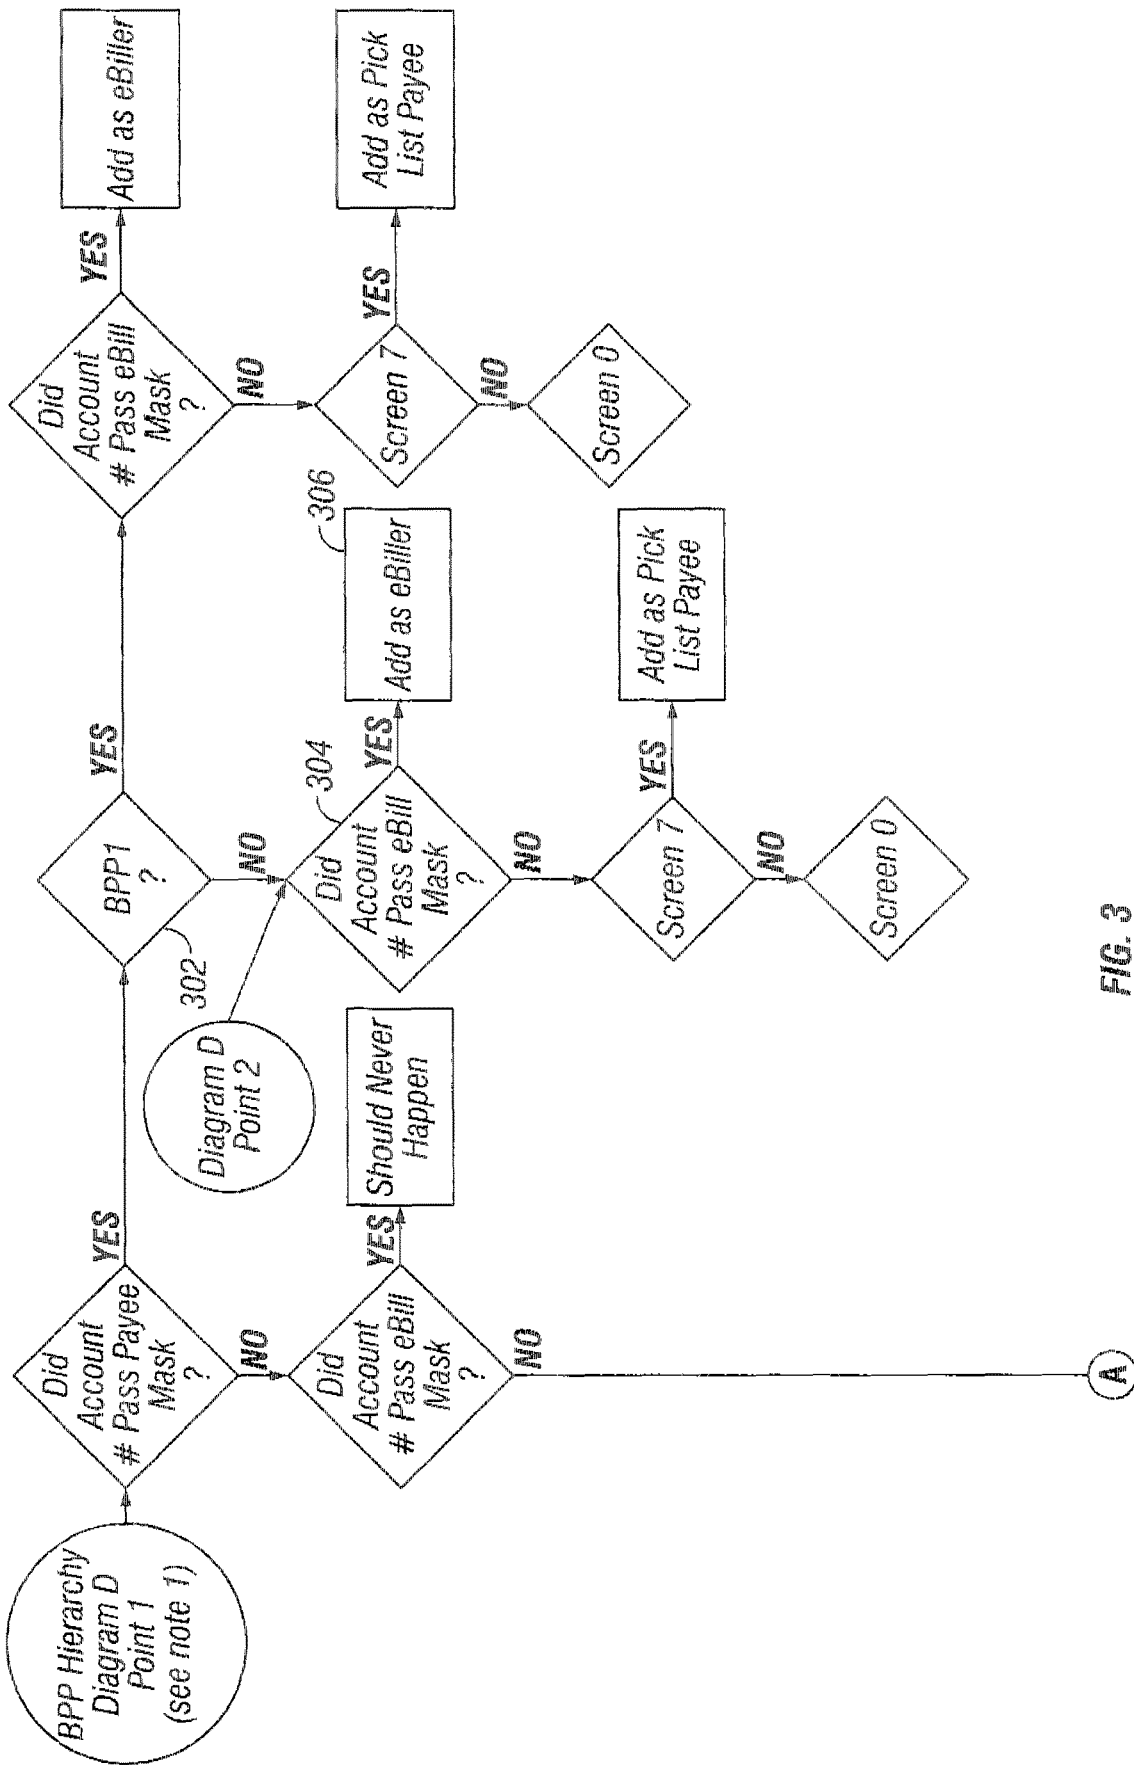 BPP Hierarchy
Diagram D
Point 1
(see note 1)
Did
Account
# Pass Payee
Mask
?
YES
NO
BPP1
?
302
YES
NO
Did
Account
# Pass eBill
Mask
?
YES
NO
Add as eBiller
Screen 7
YES
NO
Add as Pick
List Payee
Screen 0
Diagram D
Point 2
Did
Account
# Pass eBill
Mask
?
304
YES
NO
Add as eBiller
306
Screen 7
YES
NO
Add as Pick
List Payee
Screen 0
Did
Account
# Pass eBill
Mask
?
YES
NO
Should Never
Happen
A
FIG. 3